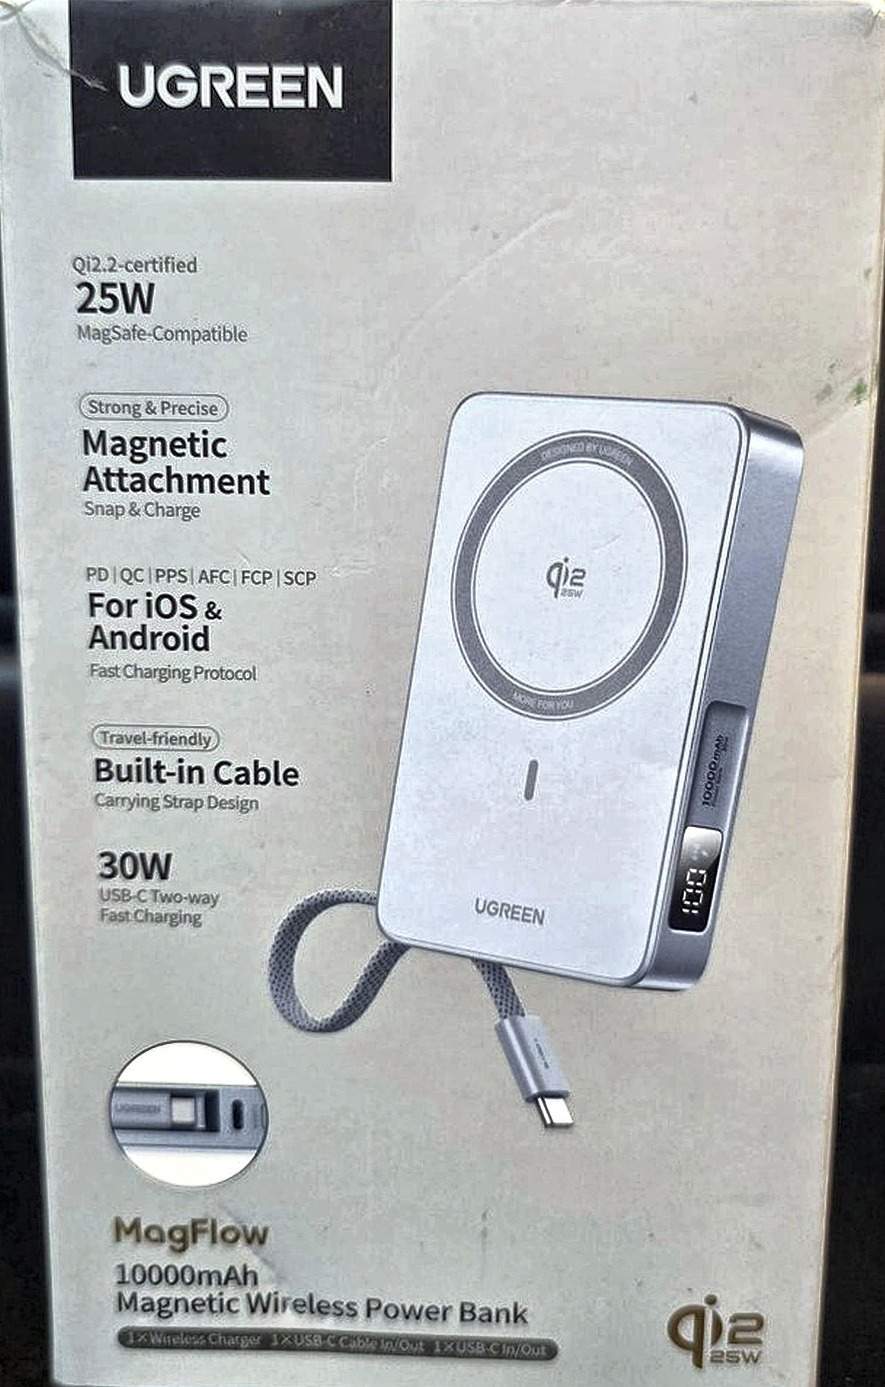 UGREEN
Qi2.2-certified
25W
MagSafe-Compatible
Strong & Precise
Magnetic
Attachment
Snap & Charge
PD | QC | PPS | AFC | FCP | SCP
For iOS &
Android
Fast Charging Protocol
Travel-friendly
Built-in Cable
Carrying Strap Design
30W
USB-C Two-way
Fast Charging
DESIGNED BY UGREEN
qi2
25W
MORE FOR YOU
10000mAh
100
UGREEN
UGREEN
MagFlow
10000mAh
Magnetic Wireless Power Bank
1×Wireless Charger 1×USB-C Cable In/Out 1×USB-C In/Out
qi2
25W